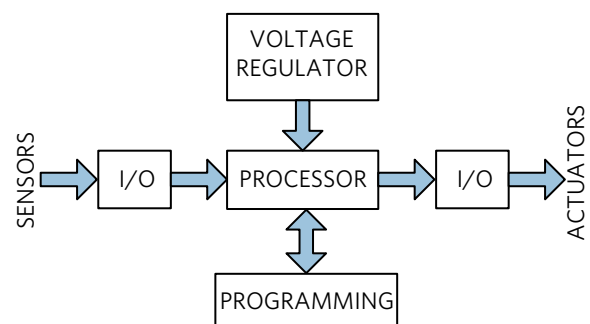 VOLTAGE
REGULATOR
SENSORS
I/O
PROCESSOR
I/O
ACTUATORS
PROGRAMMING